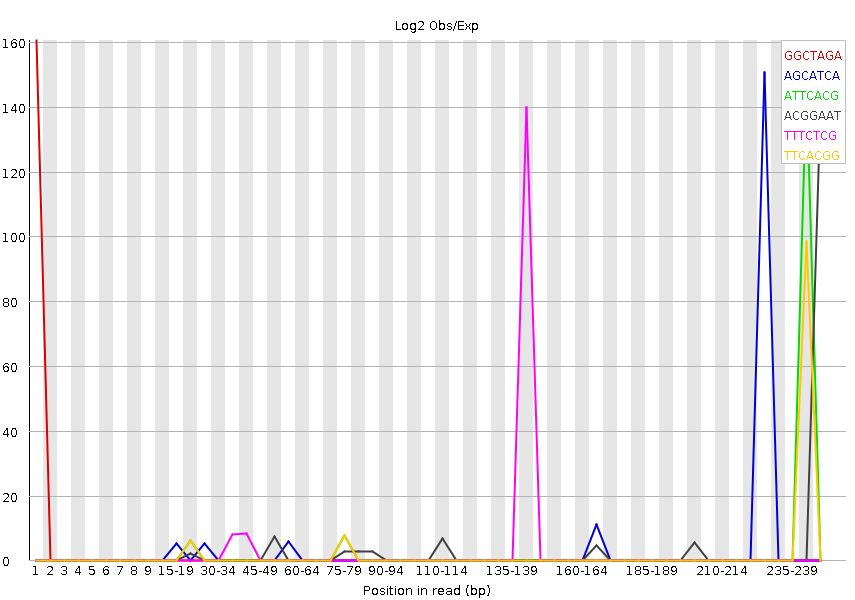 Log2 Obs/Exp
160
140
120
100
80
60
40
20
0
GGCTAGA
AGCATCA
ATTCACG
ACGGAAT
TTTCTCG
TTCACGG
1 2 3 4 5 6 7 8 9 15-19 30-34 45-49 60-64 75-79 90-94 110-114 135-139 160-164 185-189 210-214 235-239
Position in read (bp)